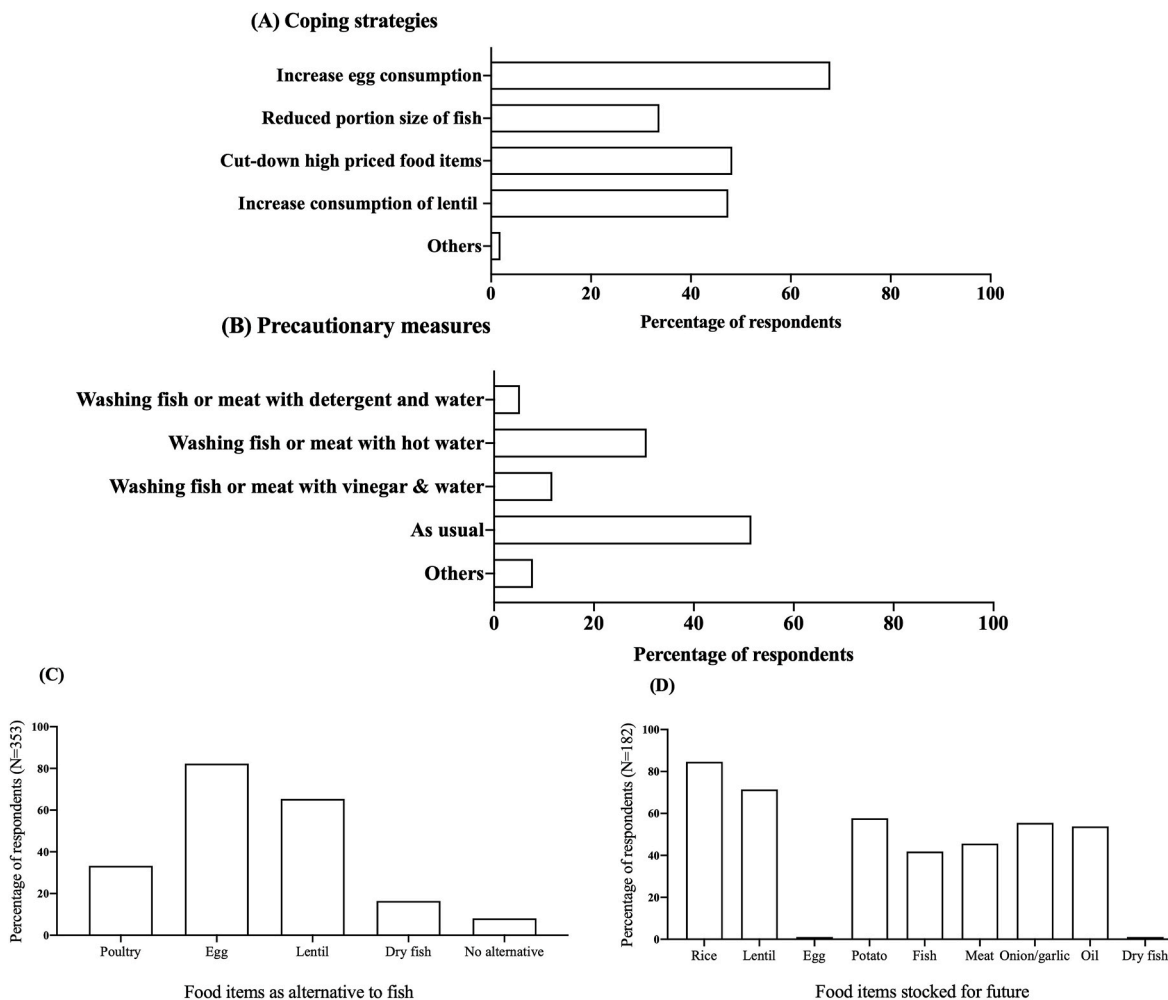 (A) Coping strategies
Increase egg consumption
Reduced portion size of fish
Cut-down high priced food items
Increase consumption of lentil
Others
0 20 40 60 80 100
Percentage of respondents
(B) Precautionary measures
Washing fish or meat with detergent and water
Washing fish or meat with hot water
Washing fish or meat with vinegar & water
As usual
Others
0 20 40 60 80 100
Percentage of respondents
(C)
Percentage of respondents (N=353)
100
80
60
40
20
0
Poultry Egg Lentil Dry fish No alternative
Food items as alternative to fish
(D)
Percentage of respondents (N=182)
100
80
60
40
20
0
Rice Lentil Egg Potato Fish Meat Onion/garlic Oil Dry fish
Food items stocked for future